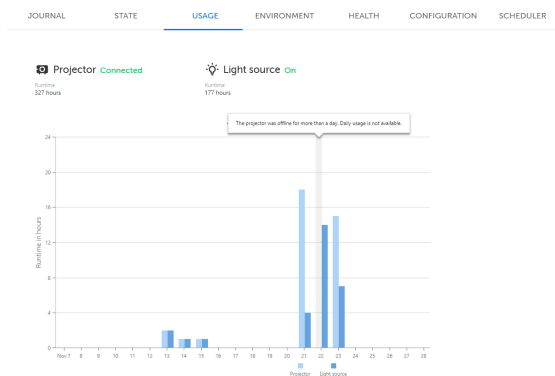 JOURNAL STATE USAGE ENVIRONMENT HEALTH CONFIGURATION SCHEDULER
Projector Connected Light source On
Runtime Runtime
327 hours 177 hours
The projector was offline for more than a day. Daily usage is not available.
24
20
16
12
8
4
0
Runtime in hours
Nov 7 8 9 10 11 12 13 14 15 16 17 18 19 20 21 22 23 24 25 26 27 28
Projector Light source